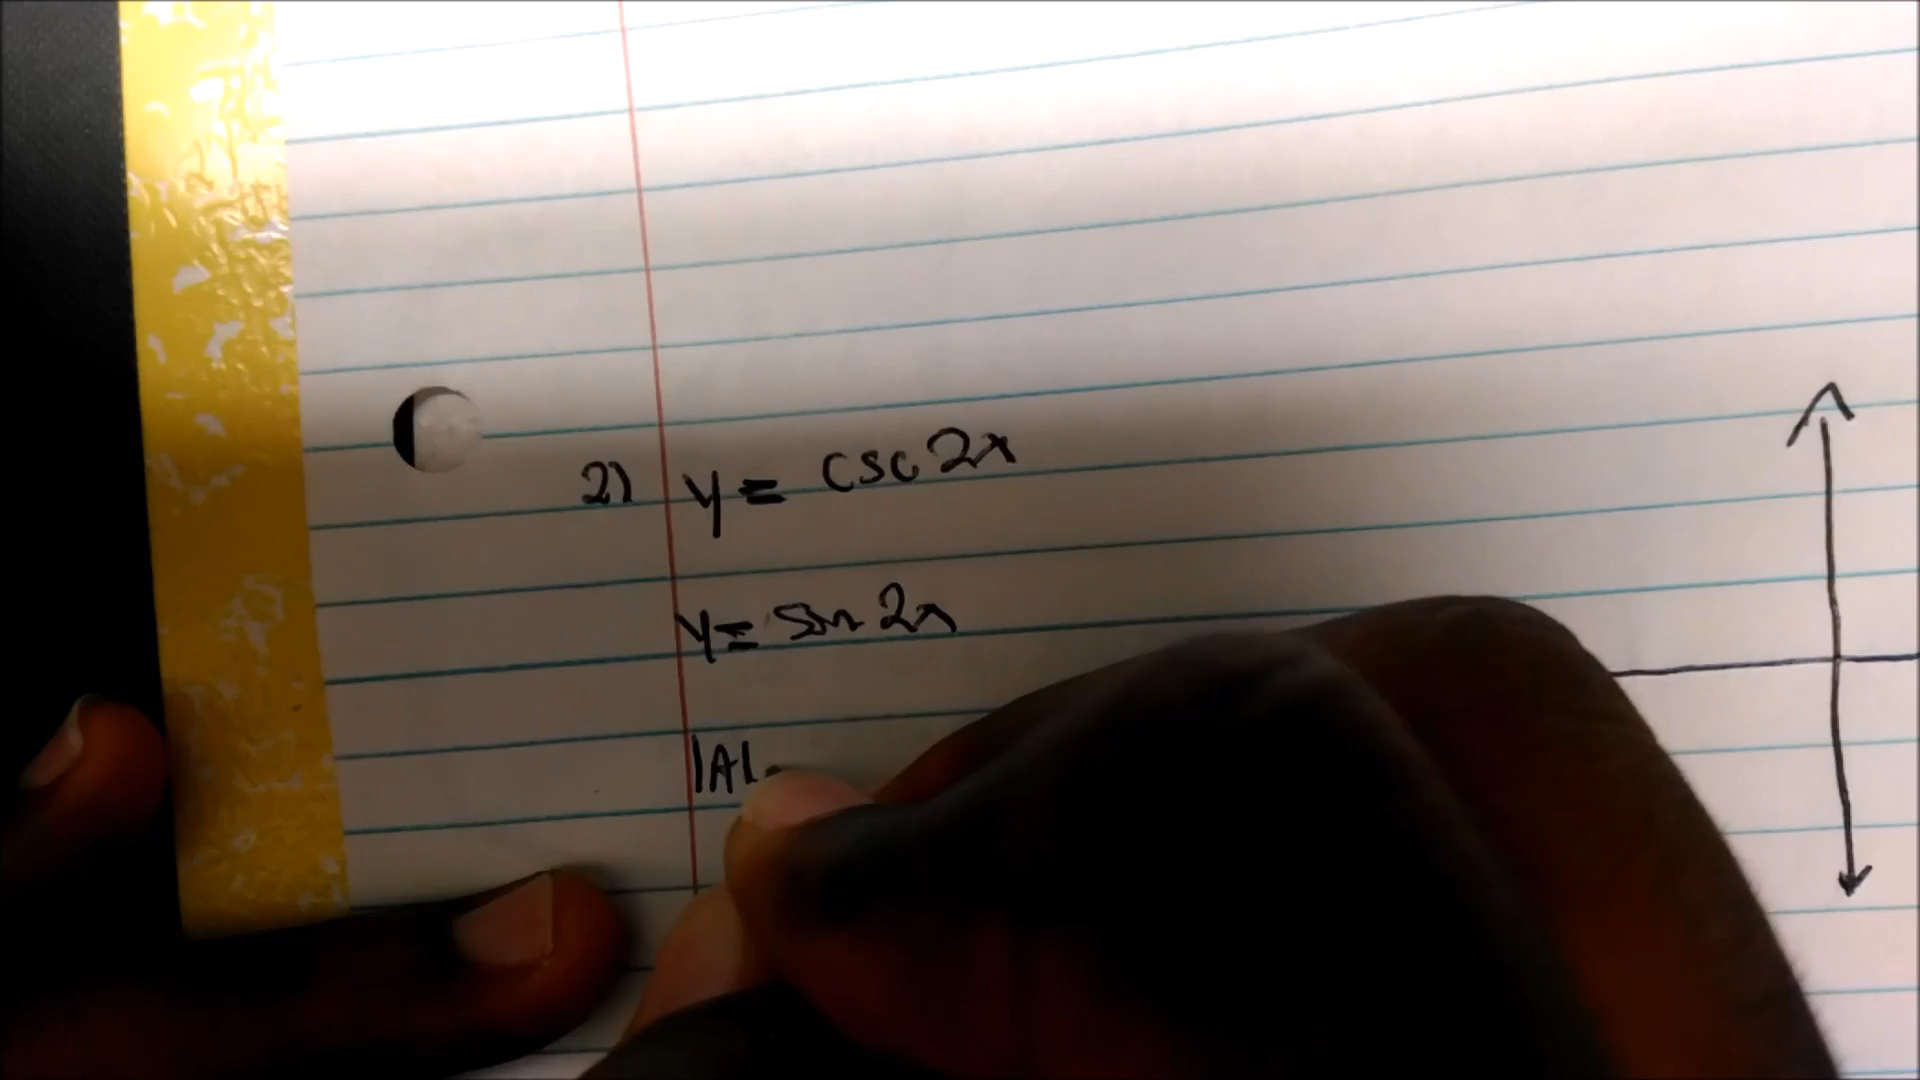 2) y = csc 2x
y = sin 2x
|A|